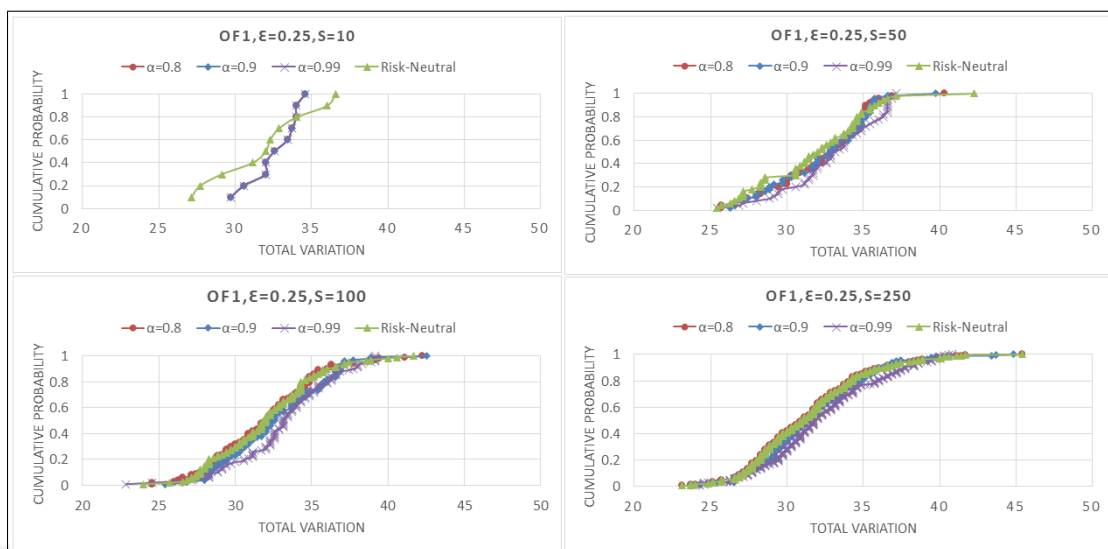 OF1,Ɛ=0.25,S=10
α=0.8 α=0.9 α=0.99 Risk-Neutral
CUMULATIVE PROBABILITY
1
0.8
0.6
0.4
0.2
0
20 25 30 35 40 45 50
TOTAL VARIATION
OF1,Ɛ=0.25,S=50
α=0.8 α=0.9 α=0.99 Risk-Neutral
CUMULATIVE PROBABILITY
1
0.8
0.6
0.4
0.2
0
20 25 30 35 40 45 50
TOTAL VARIATION
OF1,Ɛ=0.25,S=100
α=0.8 α=0.9 α=0.99 Risk-Neutral
CUMULATIVE PROBABILITY
1
0.8
0.6
0.4
0.2
0
20 25 30 35 40 45 50
TOTAL VARIATION
OF1,Ɛ=0.25,S=250
α=0.8 α=0.9 α=0.99 Risk-Neutral
CUMULATIVE PROBABILITY
1
0.8
0.6
0.4
0.2
0
20 25 30 35 40 45 50
TOTAL VARIATION